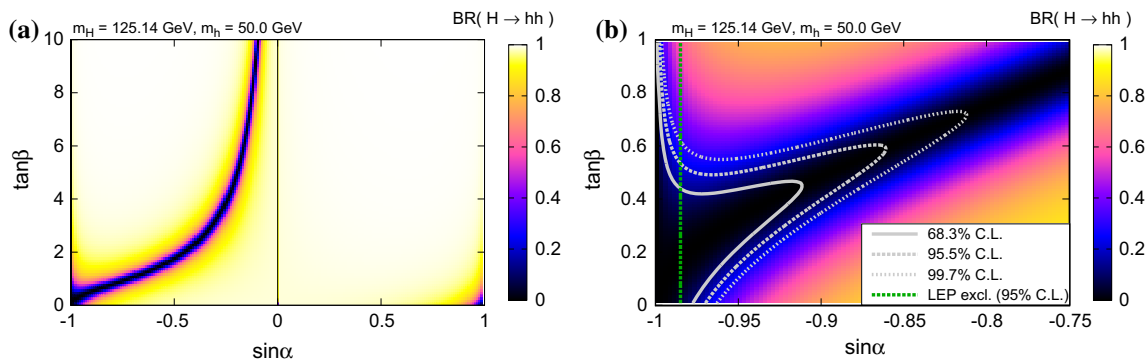 (a)
m_H = 125.14 GeV, m_h = 50.0 GeV
BR( H → hh )
10
8
6
4
2
0
tanβ
-1
-0.5
0
0.5
1
sinα
1
0.8
0.6
0.4
0.2
0
(b)
m_H = 125.14 GeV, m_h = 50.0 GeV
BR( H → hh )
1
0.8
0.6
0.4
0.2
0
tanβ
68.3% C.L.
95.5% C.L.
99.7% C.L.
LEP excl. (95% C.L.)
-1
-0.95
-0.9
-0.85
-0.8
-0.75
sinα
1
0.8
0.6
0.4
0.2
0